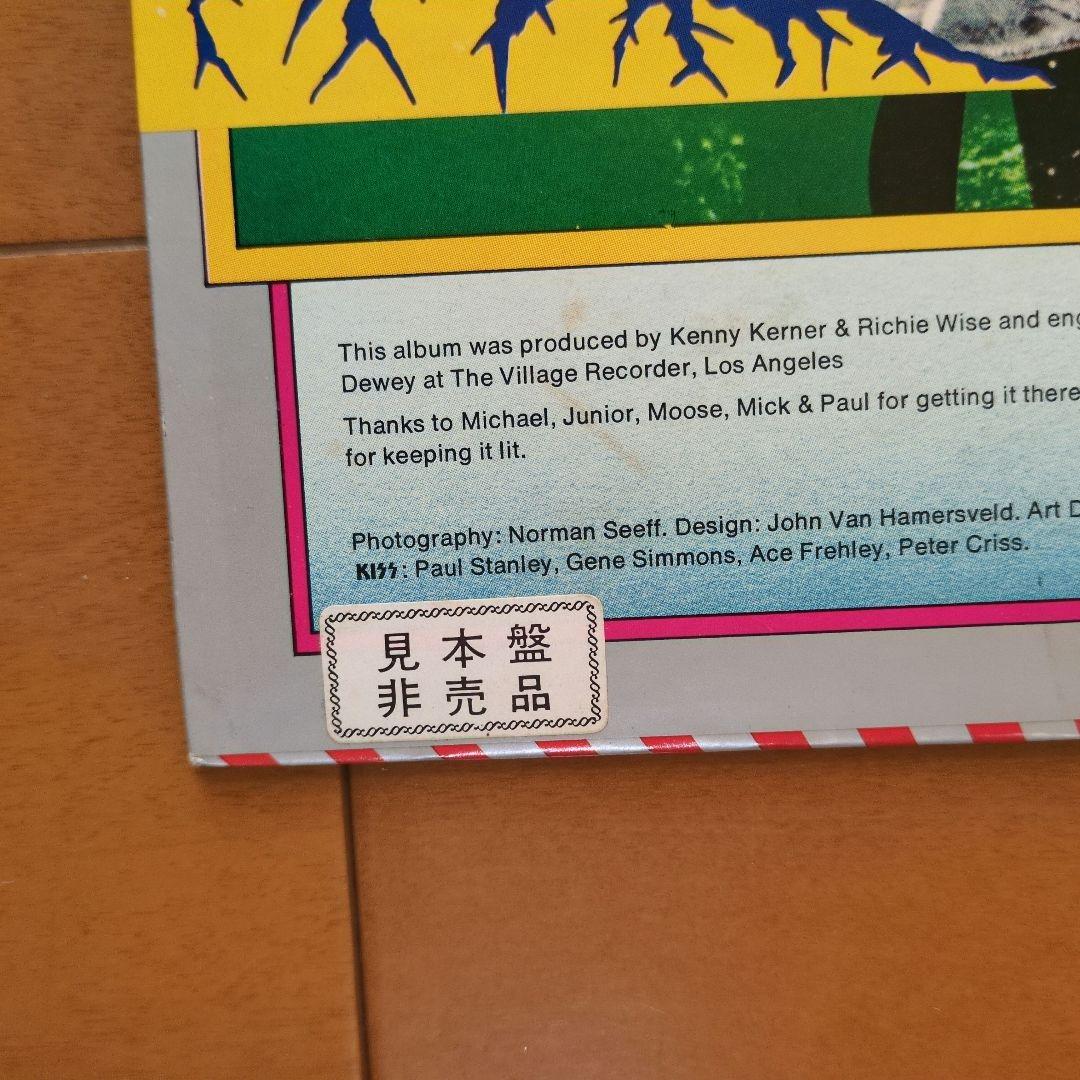 This album was produced by Kenny Kerner & Richie Wise and eng
Dewey at The Village Recorder, Los Angeles
Thanks to Michael, Junior, Moose, Mick & Paul for getting it there
for keeping it lit.
Photography: Norman Seeff. Design: John Van Hamersveld. Art D
KISS: Paul Stanley, Gene Simmons, Ace Frehley, Peter Criss.
見本盤
非売品